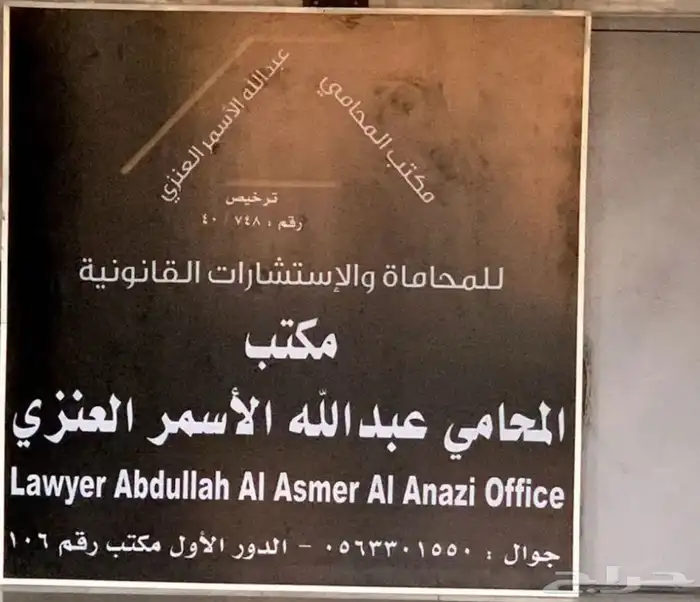 مكتب المحامي
عبدالله الأسمر العنزي
ترخيص
رقم : ٧٤٨ / ٤٠
للمحاماة والإستشارات القانونية
مكتب
المحامي عبدالله الأسمر العنزي
Lawyer Abdullah Al Asmer Al Anazi Office
جوال : ٠٥٦٣٣٠١٥٥٠ - الدور الأول مكتب رقم ١٠٦
حراج